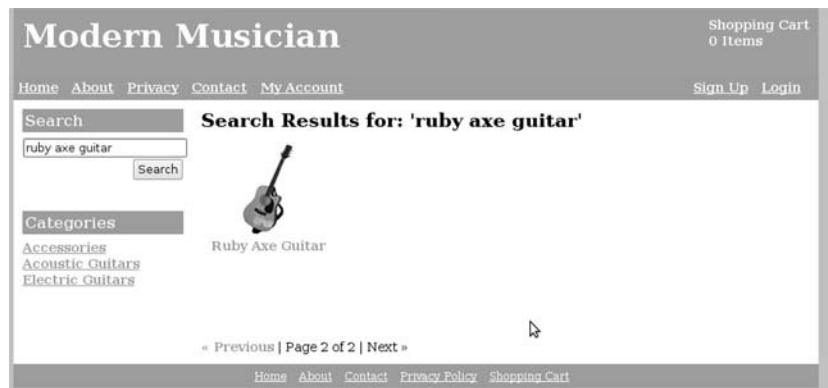 Modern Musician
Shopping Cart
0 Items
Home About Privacy Contact My Account
Sign Up Login
Search
ruby axe guitar
Search
Categories
Accessories
Acoustic Guitars
Electric Guitars
Search Results for: 'ruby axe guitar'
Ruby Axe Guitar
« Previous | Page 2 of 2 | Next »
Home About Contact Privacy Policy Shopping Cart